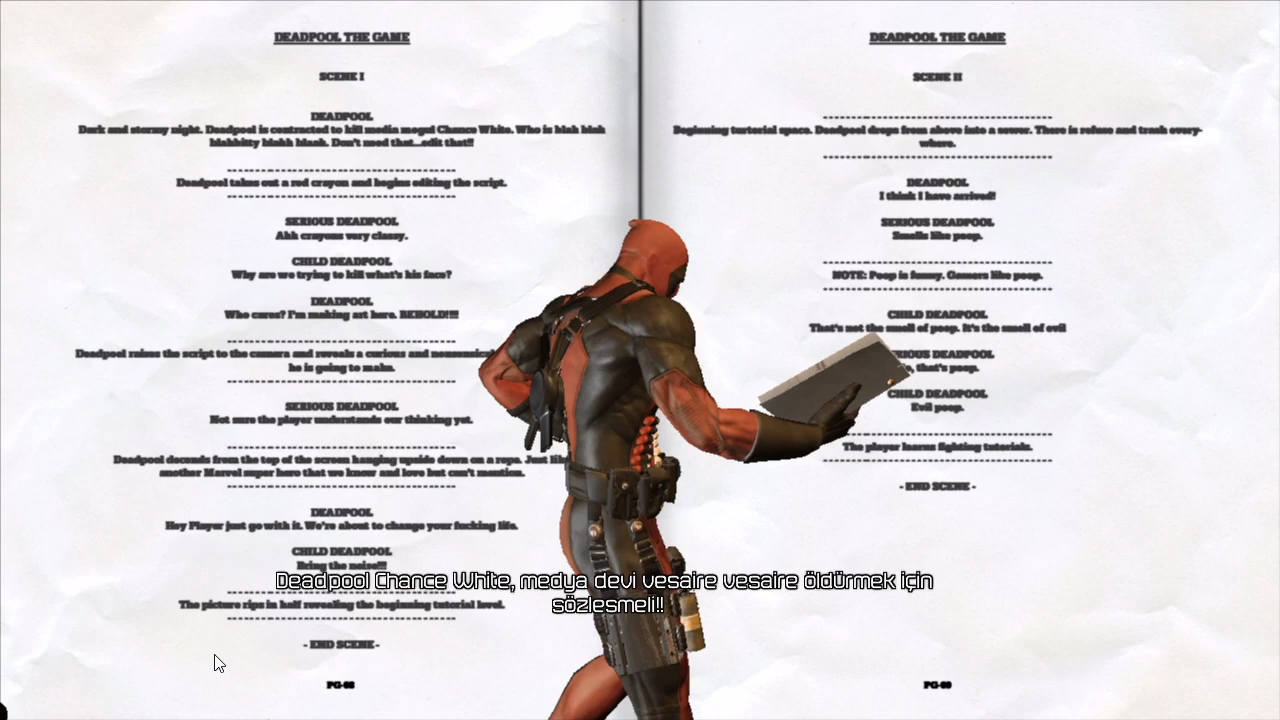 DEADPOOL THE GAME
SCENE I
DEADPOOL
Dark and stormy night. Deadpool is contracted to kill media mogul Chance White. Who is blah blah
blahbitty blahh blaah. Don't need that...edit that!!
Deadpool takes out a red crayon and begins editing the script.
SERIOUS DEADPOOL
Ahh crayons very classy.
CHILD DEADPOOL
Why are we trying to kill what's his face?
DEADPOOL
Who cares? I'm making art here. BEHOLD!!!!
Deadpool raises the script to the camera and reveals a curious and
he is going to make.
SERIOUS DEADPOOL
Not sure the player understands our thinking yet.
Deadpool decends from the top of the screen hanging upside down on a rope. Just
another Marvel super hero that we know and love but can't mention.
DEADPOOL
Hey Player just go with it. We're about to change your fucking life.
CHILD DEADPOOL
Bring the noise!!!
The picture rips in half revealing the beginning tutorial level.
- END SCENE -
PG-68
DEADPOOL THE GAME
SCENE II
Beginning turtorial space. Deadpool drops from above into a sewer. There is refuse and trash every-
where.
DEADPOOL
I think I have arrived!
SERIOUS DEADPOOL
Smells like poop.
NOTE: Poop is funny. Gamers like poop.
CHILD DEADPOOL
That's not the smell of poop. It's the smell of evil
DEADPOOL
that's poop.
CHILD DEADPOOL
Evil poop.
The player learns fighting tutorials.
- END SCENE -
PG-69
Deadpool Chance White, medya devi vesaire vesaire öldürmek için
sözlesmeli!!